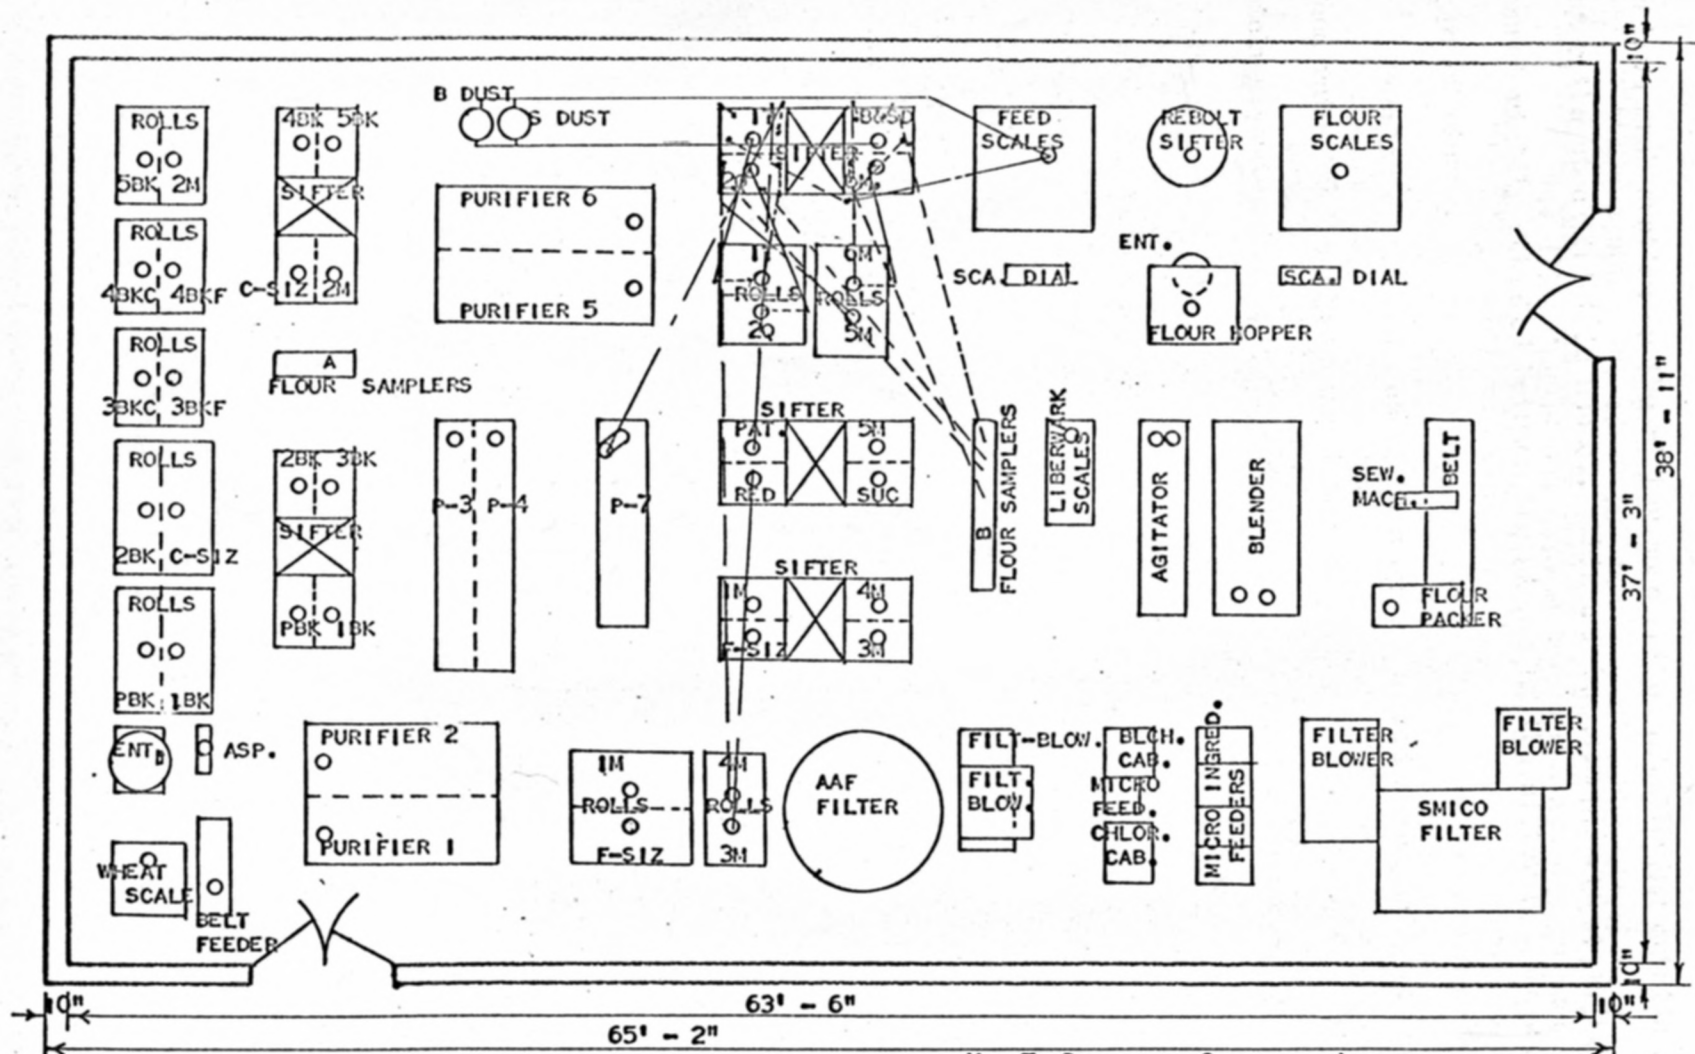 10"
B DUST
S DUST
ROLLS
5BK 2M
4BK 5BK
SIFTER
C-SIZ 2M
PURIFIER 6
PURIFIER 5
B&SD
SIFTER
FEED
SCALES
REBOLT
SIFTER
FLOUR
SCALES
ROLLS
4BKC 4BKF
ENT.
SCA. DIAL
SCA. DIAL
FLOUR HOPPER
6M
ROLLS
ROLLS
2Q
5M
ROLLS
3BKC 3BKF
A
FLOUR SAMPLERS
38' - 11"
37' - 3"
SIFTER
PAT.
5M
RED
SUC
ROLLS
2BK C-SIZ
2BK 3BK
SIFTER
PBK 1BK
P-3 P-4
P-7
B
FLOUR SAMPLERS
LIBERWARK
SCALES
AGITATOR
BLENDER
SEW.
MACH.
BELT
FLOUR
PACKER
SIFTER
1M
4M
F-SIZ
3M
ROLLS
PBK 1BK
ENT.
ASP.
PURIFIER 2
PURIFIER 1
1M
ROLLS
F-SIZ
4M
ROLLS
3M
AAF
FILTER
FILT-BLOW.
FILT.
BLOW.
BLCH.
CAB.
MICRO
FEED.
CHLOR.
CAB.
MICRO INGRED.
FEEDERS
FILTER
BLOWER
FILTER
BLOWER
SMICO
FILTER
WHEAT
SCALE
BELT
FEEDER
10"
10"
63' - 6"
10"
65' - 2"